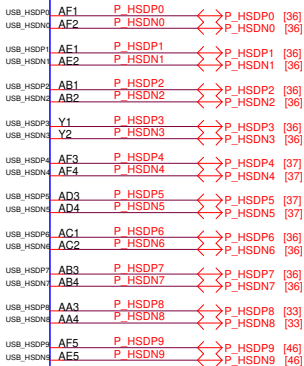 USB_HSDP0 AF1 P_HSDP0 P_HSDP0 [36]
USB_HSDN0 AF2 P_HSDN0 P_HSDN0 [36]
USB_HSDP1 AE1 P_HSDP1 P_HSDP1 [36]
USB_HSDN1 AE2 P_HSDN1 P_HSDN1 [36]
USB_HSDP2 AB1 P_HSDP2 P_HSDP2 [36]
USB_HSDN2 AB2 P_HSDN2 P_HSDN2 [36]
USB_HSDP3 Y1 P_HSDP3 P_HSDP3 [36]
USB_HSDN3 Y2 P_HSDN3 P_HSDN3 [36]
USB_HSDP4 AF3 P_HSDP4 P_HSDP4 [37]
USB_HSDN4 AF4 P_HSDN4 P_HSDN4 [37]
USB_HSDP5 AD3 P_HSDP5 P_HSDP5 [37]
USB_HSDN5 AD4 P_HSDN5 P_HSDN5 [37]
USB_HSDP6 AC1 P_HSDP6 P_HSDP6 [36]
USB_HSDN6 AC2 P_HSDN6 P_HSDN6 [36]
USB_HSDP7 AB3 P_HSDP7 P_HSDP7 [36]
USB_HSDN7 AB4 P_HSDN7 P_HSDN7 [36]
USB_HSDP8 AA3 P_HSDP8 P_HSDP8 [33]
USB_HSDN8 AA4 P_HSDN8 P_HSDN8 [33]
USB_HSDP9 AF5 P_HSDP9 P_HSDP9 [46]
USB_HSDN9 AE5 P_HSDN9 P_HSDN9 [46]